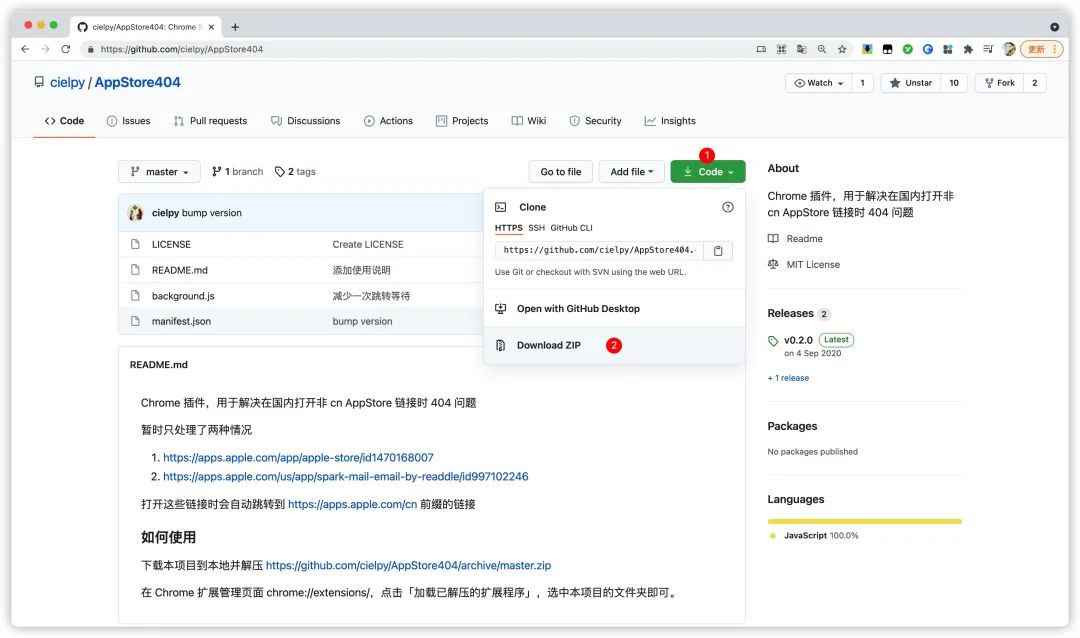 cielpy/AppStore404: Chrome
https://github.com/cielpy/AppStore404
更新
cielpy / AppStore404
Watch 1 Unstar 10 Fork 2
Code Issues Pull requests Discussions Actions Projects Wiki Security Insights
1
master 1 branch 2 tags Go to file Add file Code
cielpy bump version
LICENSE Create LICENSE
README.md 添加使用说明
background.js 减少一次跳转等待
manifest.json bump version
Clone
HTTPS SSH GitHub CLI
https://github.com/cielpy/AppStore404.
Use Git or checkout with SVN using the web URL.
Open with GitHub Desktop
Download ZIP 2
README.md
Chrome 插件，用于解决在国内打开非 cn AppStore 链接时 404 问题
暂时只处理了两种情况
1. https://apps.apple.com/app/apple-store/id1470168007
2. https://apps.apple.com/us/app/spark-mail-email-by-readdle/id997102246
打开这些链接时会自动跳转到 https://apps.apple.com/cn 前缀的链接
如何使用
下载本项目到本地并解压 https://github.com/cielpy/AppStore404/archive/master.zip
在 Chrome 扩展管理页面 chrome://extensions/，点击「加载已解压的扩展程序」，选中本项目的文件夹即可。
About
Chrome 插件，用于解决在国内打开非
cn AppStore 链接时 404 问题
Readme
MIT License
Releases 2
v0.2.0 Latest
on 4 Sep 2020
+ 1 release
Packages
No packages published
Languages
JavaScript 100.0%